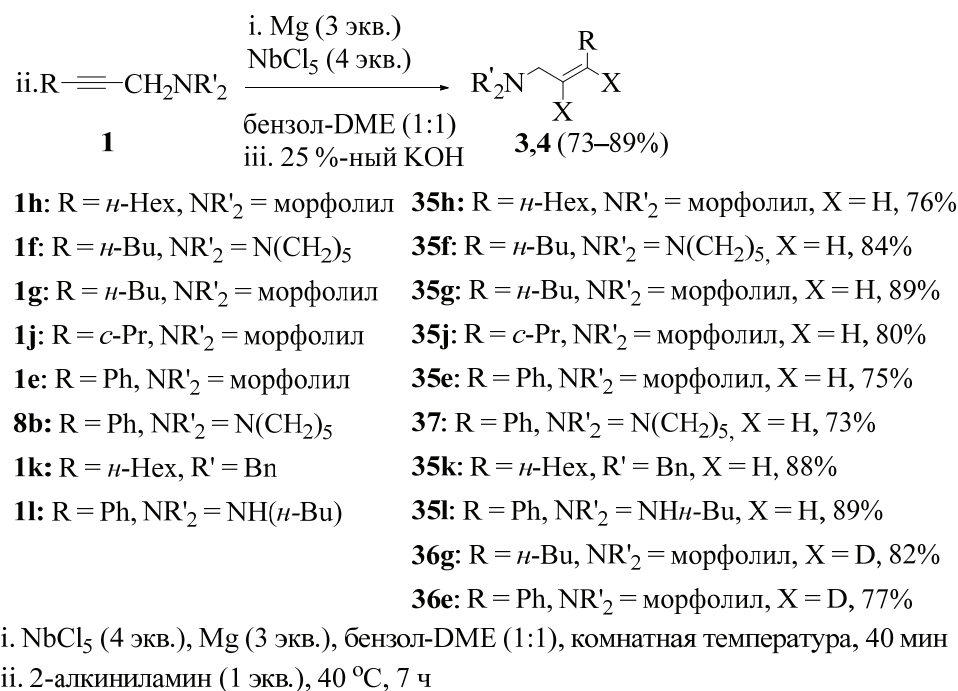 i. Mg (3 экв.)
NbCl5 (4 экв.)
ii. R CH2NR'2
бензол-DME (1:1)
iii. 25 %-ный KOH
1
R'2N R X X
3,4 (73–89%)
1h: R = н-Hex, NR'2 = морфолил 35h: R = н-Hex, NR'2 = морфолил, X = H, 76%
1f: R = н-Bu, NR'2 = N(CH2)5 35f: R = н-Bu, NR'2 = N(CH2)5, X = H, 84%
1g: R = н-Bu, NR'2 = морфолил 35g: R = н-Bu, NR'2 = морфолил, X = H, 89%
1j: R = c-Pr, NR'2 = морфолил 35j: R = c-Pr, NR'2 = морфолил, X = H, 80%
1e: R = Ph, NR'2 = морфолил 35e: R = Ph, NR'2 = морфолил, X = H, 75%
8b: R = Ph, NR'2 = N(CH2)5 37: R = Ph, NR'2 = N(CH2)5, X = H, 73%
1k: R = н-Hex, R' = Bn 35k: R = н-Hex, R' = Bn, X = H, 88%
1l: R = Ph, NR'2 = NH(н-Bu) 35l: R = Ph, NR'2 = NHн-Bu, X = H, 89%
36g: R = н-Bu, NR'2 = морфолил, X = D, 82%
36e: R = Ph, NR'2 = морфолил, X = D, 77%
i. NbCl5 (4 экв.), Mg (3 экв.), бензол-DME (1:1), комнатная температура, 40 мин
ii. 2-алкиниламин (1 экв.), 40 °C, 7 ч